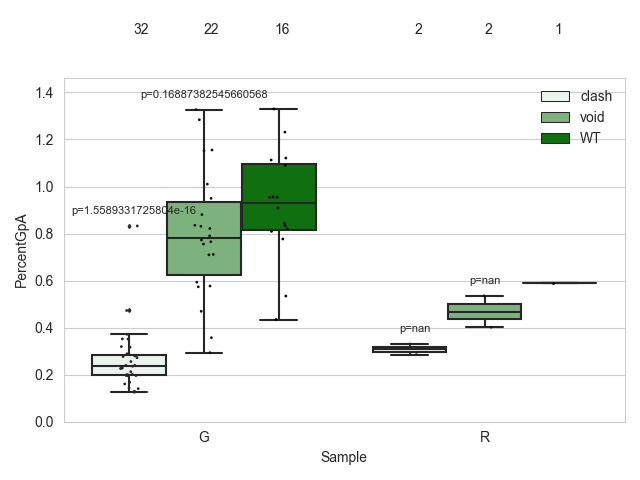 32 22 16 2 2 1
p=0.16887382545660568
p=1.5589331725804e-16
p=nan
p=nan
clash
void
WT
PercentGpA
1.4
1.2
1.0
0.8
0.6
0.4
0.2
0.0
G R
Sample